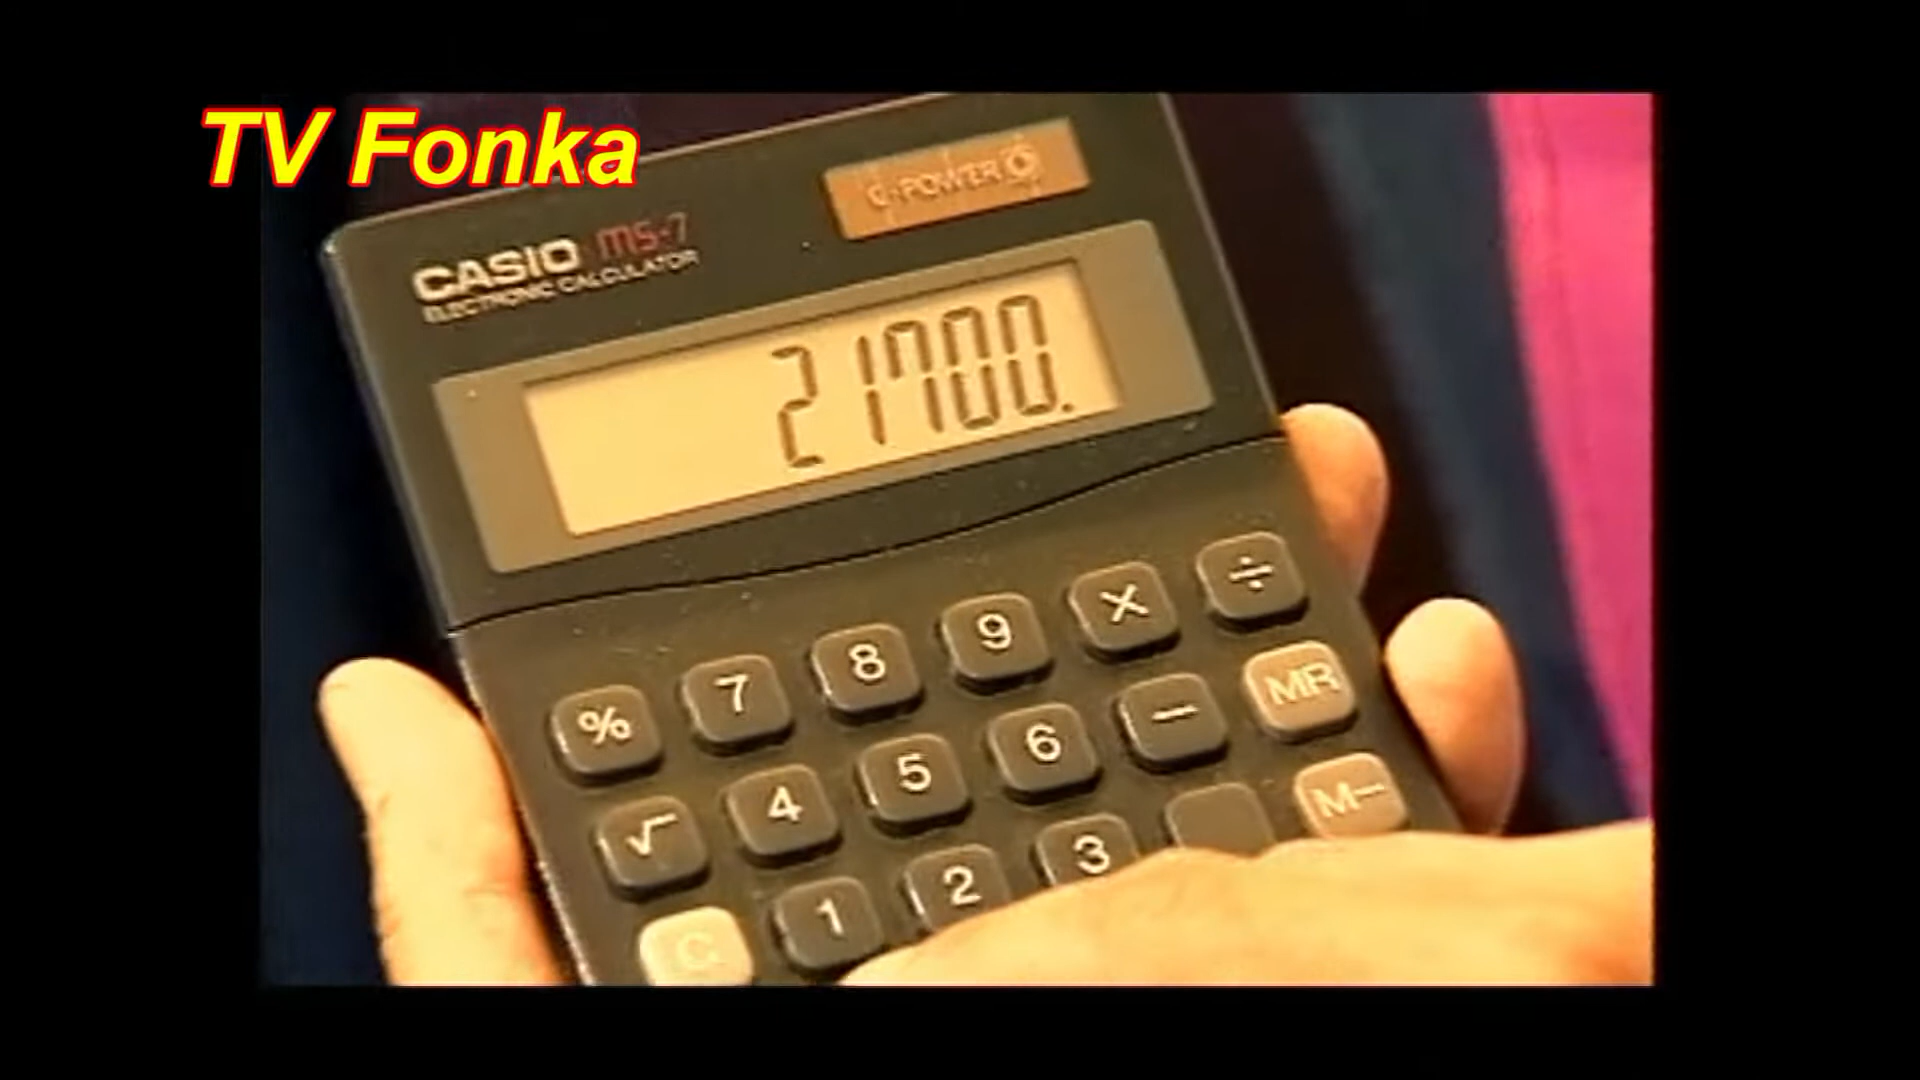 TV Fonka
C-POWER
CASIO MS-7
ELECTRONIC CALCULATOR
21700.
% 7 8 9 × ÷
√ 4 5 6 − MR
C 1 2 3 M−